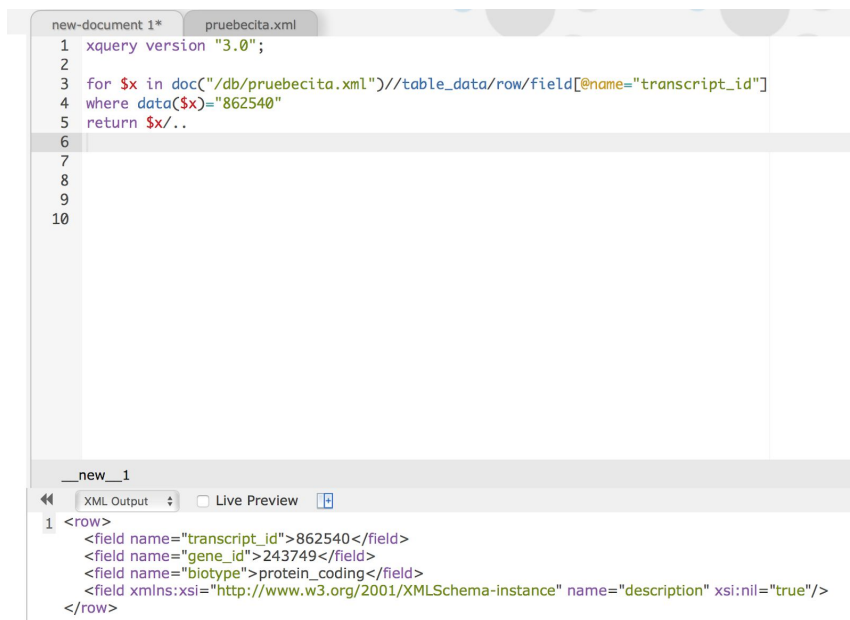 new-document 1*
pruebecita.xml
1 xquery version "3.0";
2
3 for $x in doc("/db/pruebecita.xml")//table_data/row/field[@name="transcript_id"]
4 where data($x)="862540"
5 return $x/..
6
7
8
9
10
__new__1
XML Output Live Preview
1 <row>
<field name="transcript_id">862540</field>
<field name="gene_id">243749</field>
<field name="biotype">protein_coding</field>
<field xmlns:xsi="http://www.w3.org/2001/XMLSchema-instance" name="description" xsi:nil="true"/>
</row>